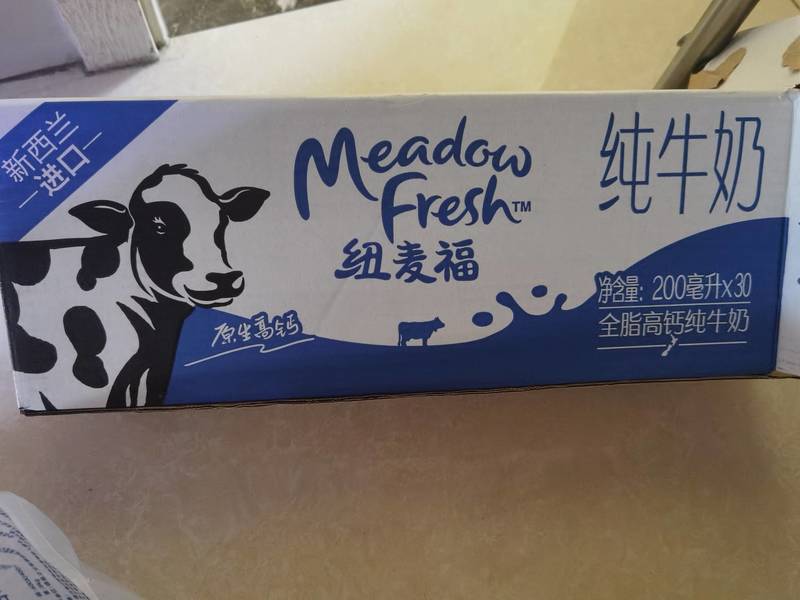 新西兰
—进口—
Meadow
Fresh™
纽麦福
原生高钙
纯牛奶
净含量：200毫升x30
全脂高钙纯牛奶